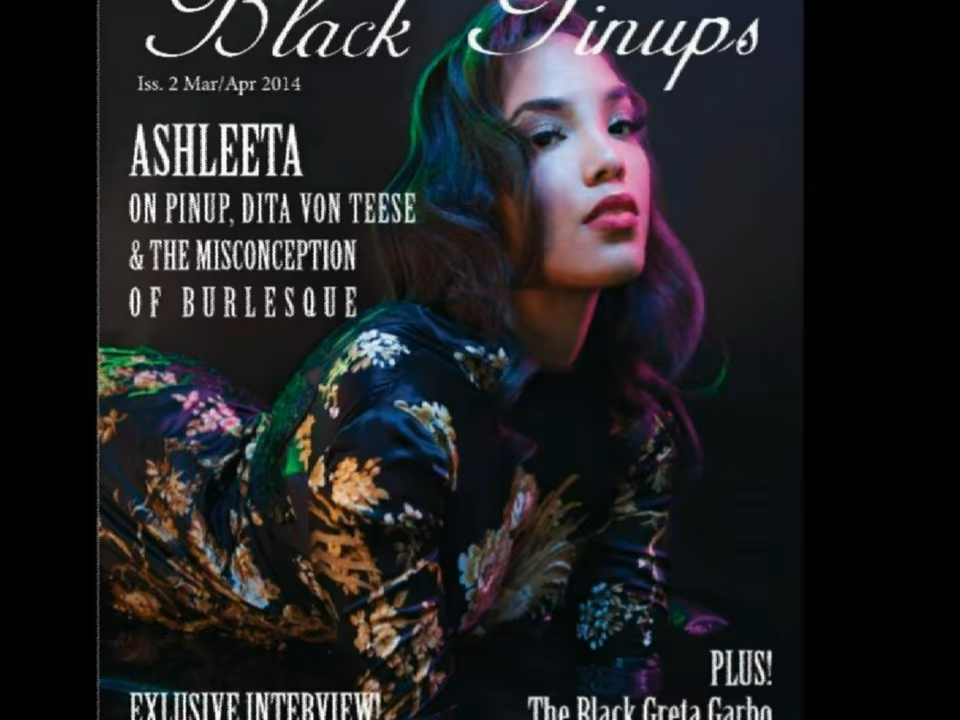 Black Pinups
Iss. 2 Mar/Apr 2014
ASHLEETA
ON PINUP, DITA VON TEESE
& THE MISCONCEPTION
OF BURLESQUE
PLUS!
EXLUSIVE INTERVIEW!
The Black Greta Garbo